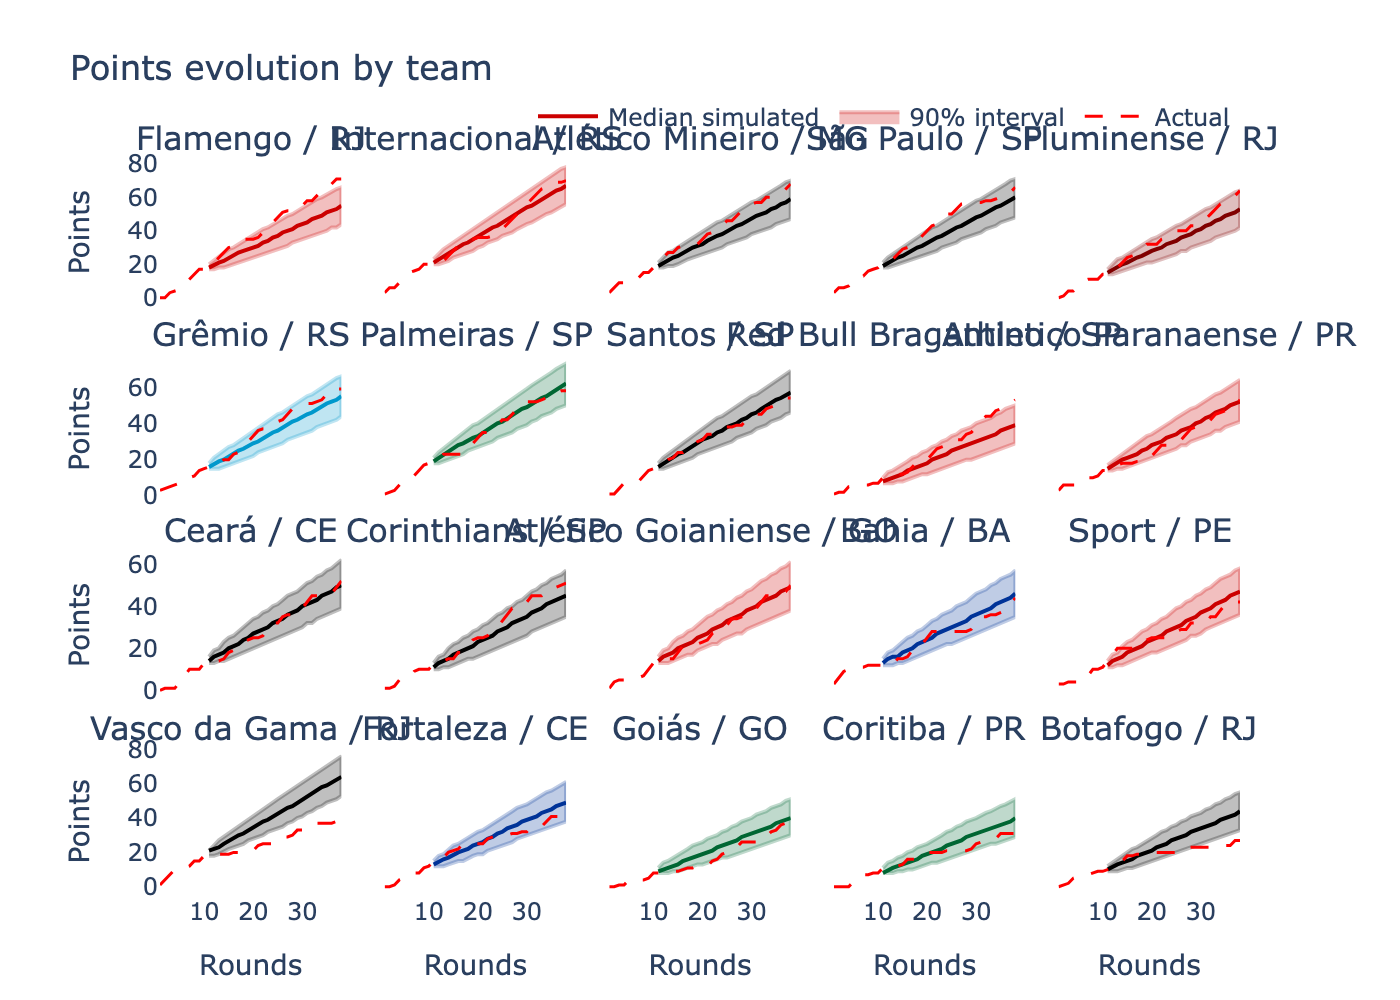 Points evolution by team
Median simulated 90% interval Actual
Flamengo / RJ Internacional / RS Atlético Mineiro / MG São Paulo / SP Fluminense / RJ
80
60
40
20
0
Points
Grêmio / RS Palmeiras / SP Santos / SP Red Bull Bragantino / SP Athletico Paranaense / PR
60
40
20
0
Points
Ceará / CE Corinthians / SP Atlético Goianiense / GO Bahia / BA Sport / PE
60
40
20
0
Points
Vasco da Gama / RJ Fortaleza / CE Goiás / GO Coritiba / PR Botafogo / RJ
80
60
40
20
0
Points
10 20 30 10 20 30 10 20 30 10 20 30 10 20 30
Rounds Rounds Rounds Rounds Rounds